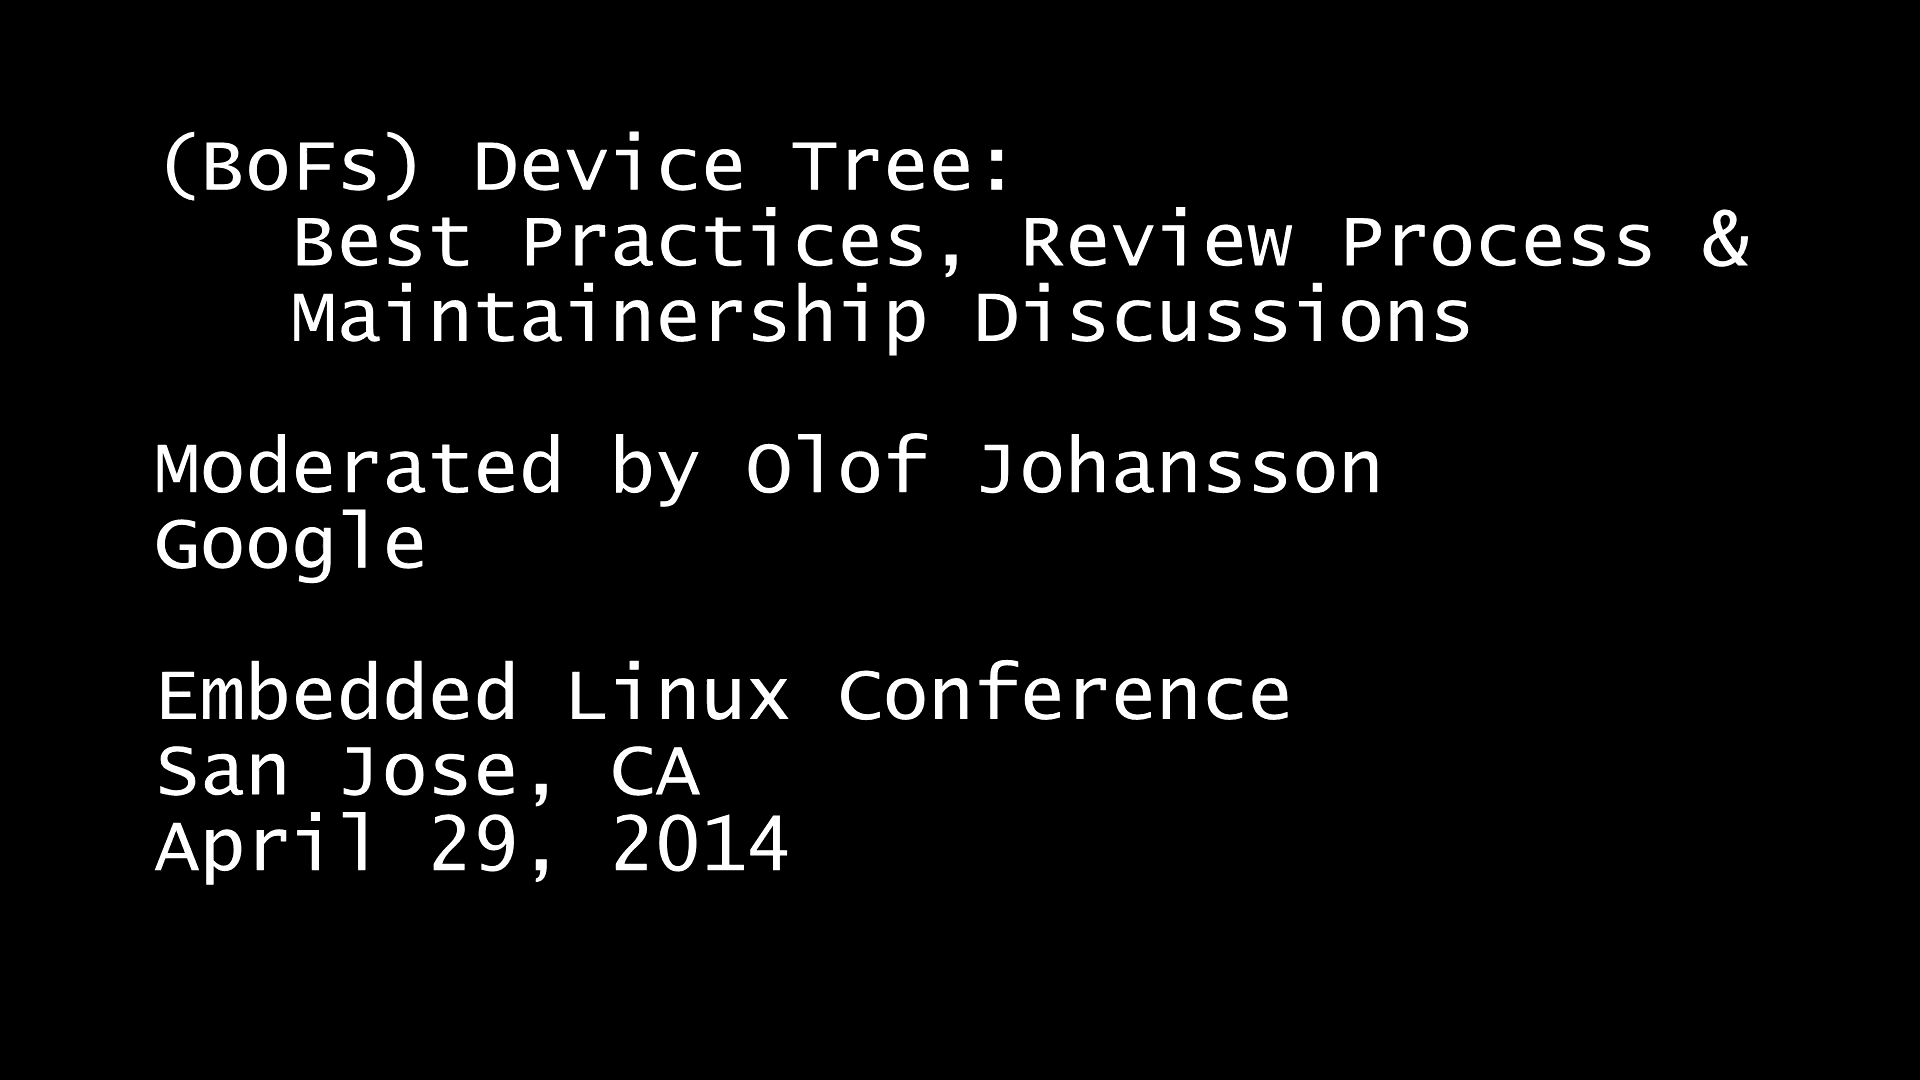 (BoFs) Device Tree:
Best Practices, Review Process &
Maintainership Discussions
Moderated by Olof Johansson
Google
Embedded Linux Conference
San Jose, CA
April 29, 2014